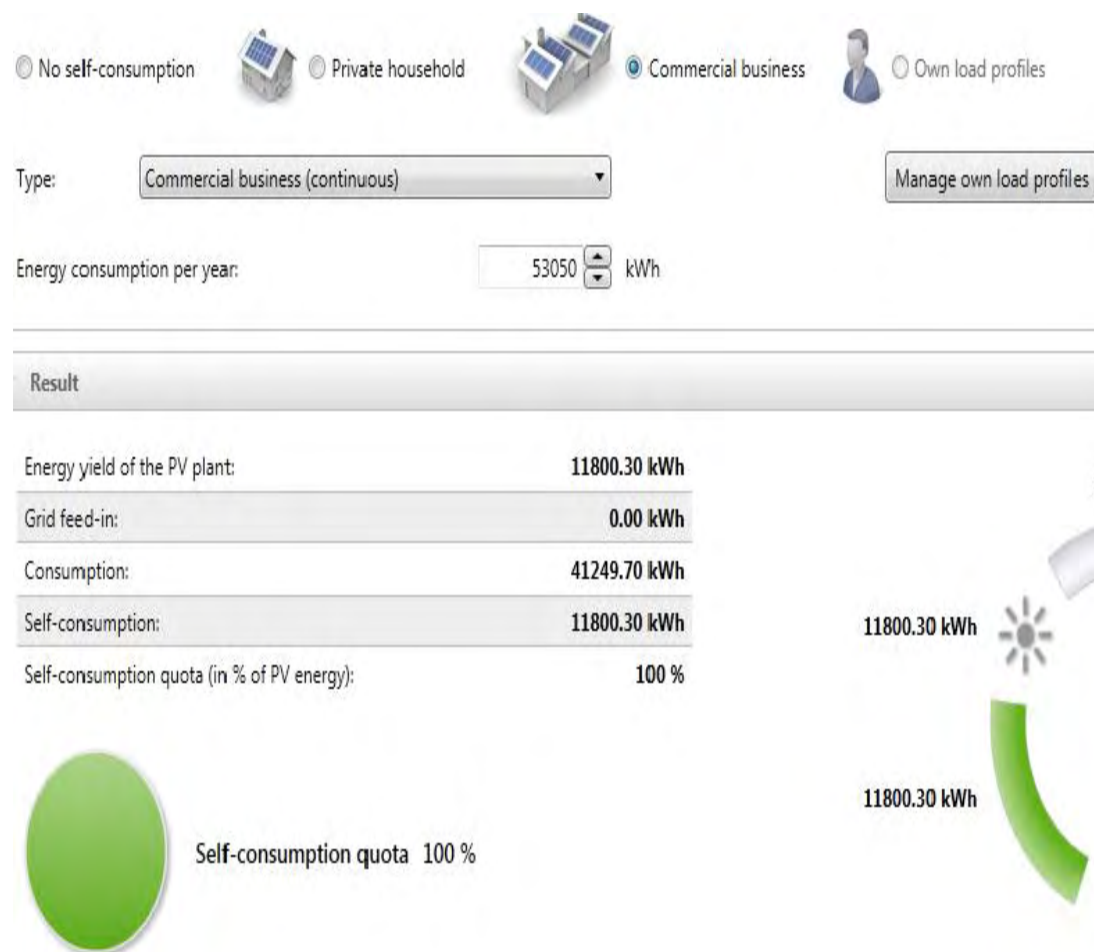 No self-consumption Private household Commercial business Own load profiles
Type: Commercial business (continuous) Manage own load profiles
Energy consumption per year: 53050 kWh
Result
Energy yield of the PV plant: 11800.30 kWh
Grid feed-in: 0.00 kWh
Consumption: 41249.70 kWh
Self-consumption: 11800.30 kWh 11800.30 kWh
Self-consumption quota (in % of PV energy): 100 %
11800.30 kWh
Self-consumption quota 100 %